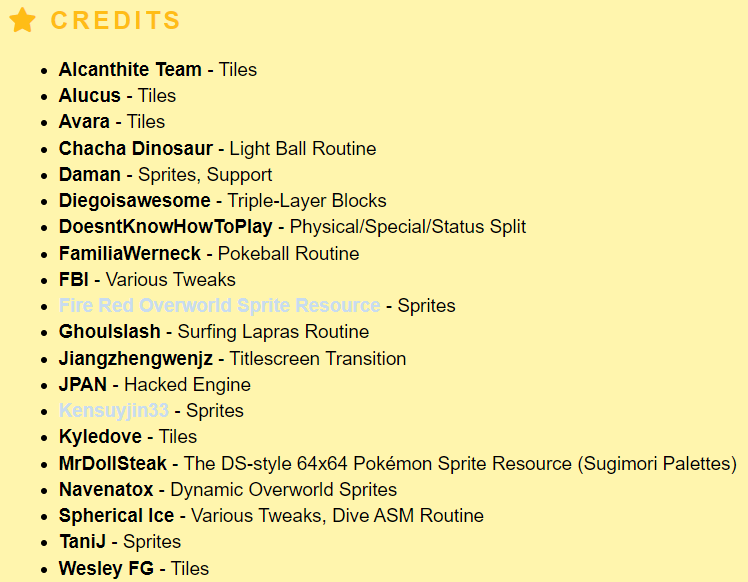 CREDITS
Alcanthite Team - Tiles
Alucus - Tiles
Avara - Tiles
Chacha Dinosaur - Light Ball Routine
Daman - Sprites, Support
Diegoisawesome - Triple-Layer Blocks
DoesntKnowHowToPlay - Physical/Special/Status Split
FamiliaWerneck - Pokeball Routine
FBI - Various Tweaks
Fire Red Overworld Sprite Resource - Sprites
Ghoulslash - Surfing Lapras Routine
Jiangzhengwenjz - Titlescreen Transition
JPAN - Hacked Engine
Kensuyjin33 - Sprites
Kyledove - Tiles
MrDollSteak - The DS-style 64x64 Pokémon Sprite Resource (Sugimori Palettes)
Navenatox - Dynamic Overworld Sprites
Spherical Ice - Various Tweaks, Dive ASM Routine
TaniJ - Sprites
Wesley FG - Tiles